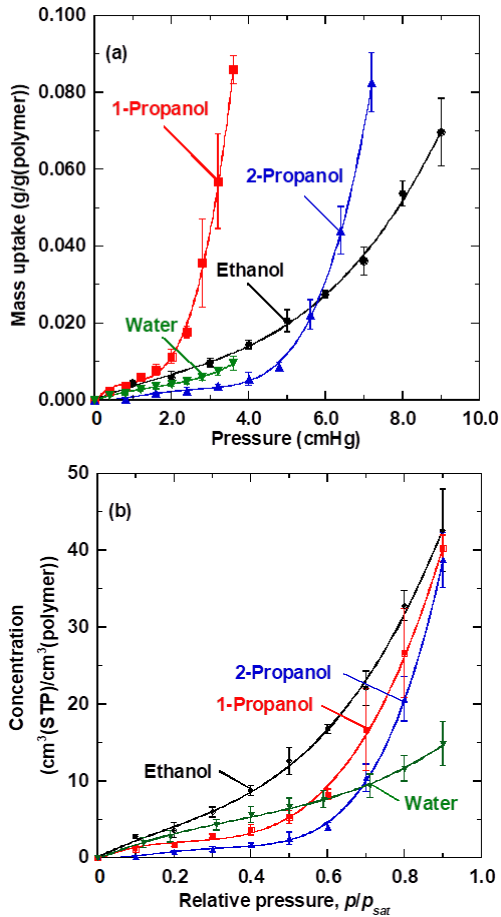 (a)
0.100
0.080
0.060
0.040
0.020
0.000
Mass uptake (g/g(polymer))
1-Propanol
2-Propanol
Ethanol
Water
0.0 2.0 4.0 6.0 8.0 10.0
Pressure (cmHg)
(b)
50
40
30
20
10
0
Concentration
(cm³(STP)/cm³(polymer))
2-Propanol
1-Propanol
Ethanol
Water
0.0 0.2 0.4 0.6 0.8 1.0
Relative pressure, p/psat